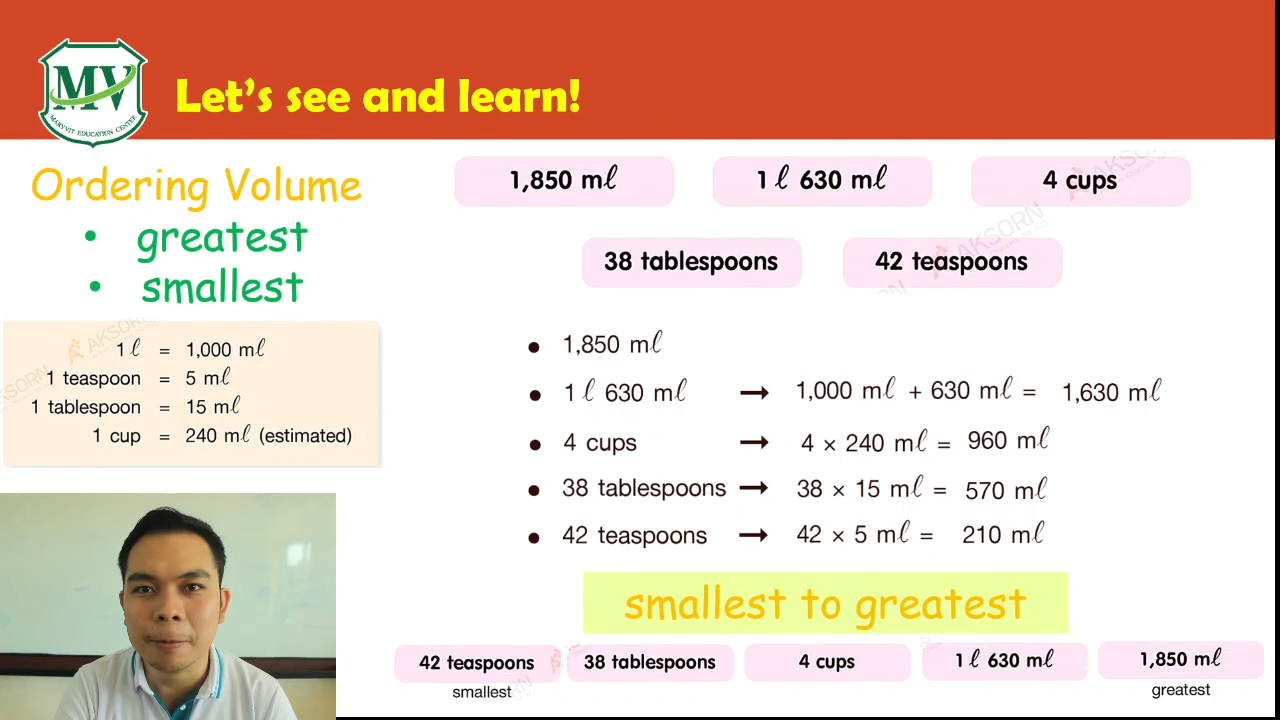 MV
MARYVIT EDUCATION CENTER
Let's see and learn!
Ordering Volume
• greatest
• smallest
1 ℓ = 1,000 mℓ
1 teaspoon = 5 mℓ
1 tablespoon = 15 mℓ
1 cup = 240 mℓ (estimated)
1,850 mℓ 1 ℓ 630 mℓ 4 cups
38 tablespoons 42 teaspoons
• 1,850 mℓ
• 1 ℓ 630 mℓ → 1,000 mℓ + 630 mℓ = 1,630 mℓ
• 4 cups → 4 × 240 mℓ = 960 mℓ
• 38 tablespoons → 38 × 15 mℓ = 570 mℓ
• 42 teaspoons → 42 × 5 mℓ = 210 mℓ
smallest to greatest
42 teaspoons 38 tablespoons 4 cups 1 ℓ 630 mℓ 1,850 mℓ
smallest greatest
AKSORN
AKSORN
AKSORN